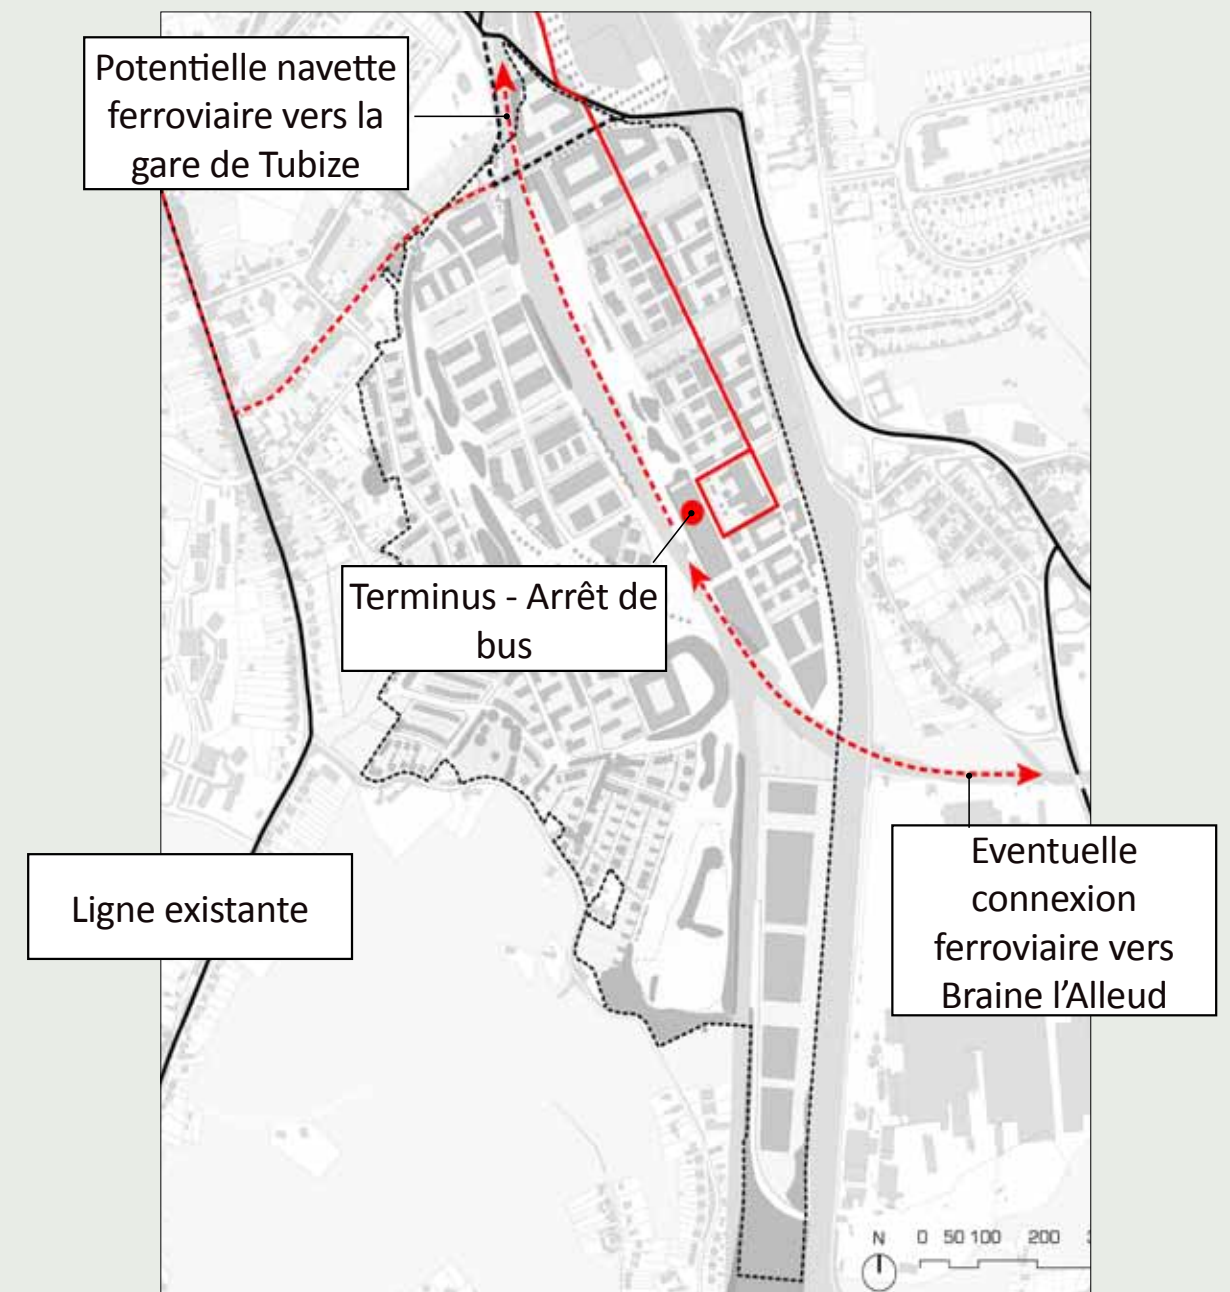 Potentielle navette
ferroviaire vers la
gare de Tubize
Terminus - Arrêt de
bus
Ligne existante
Eventuelle
connexion
ferroviaire vers
Braine l’Alleud
N 0 50 100 200